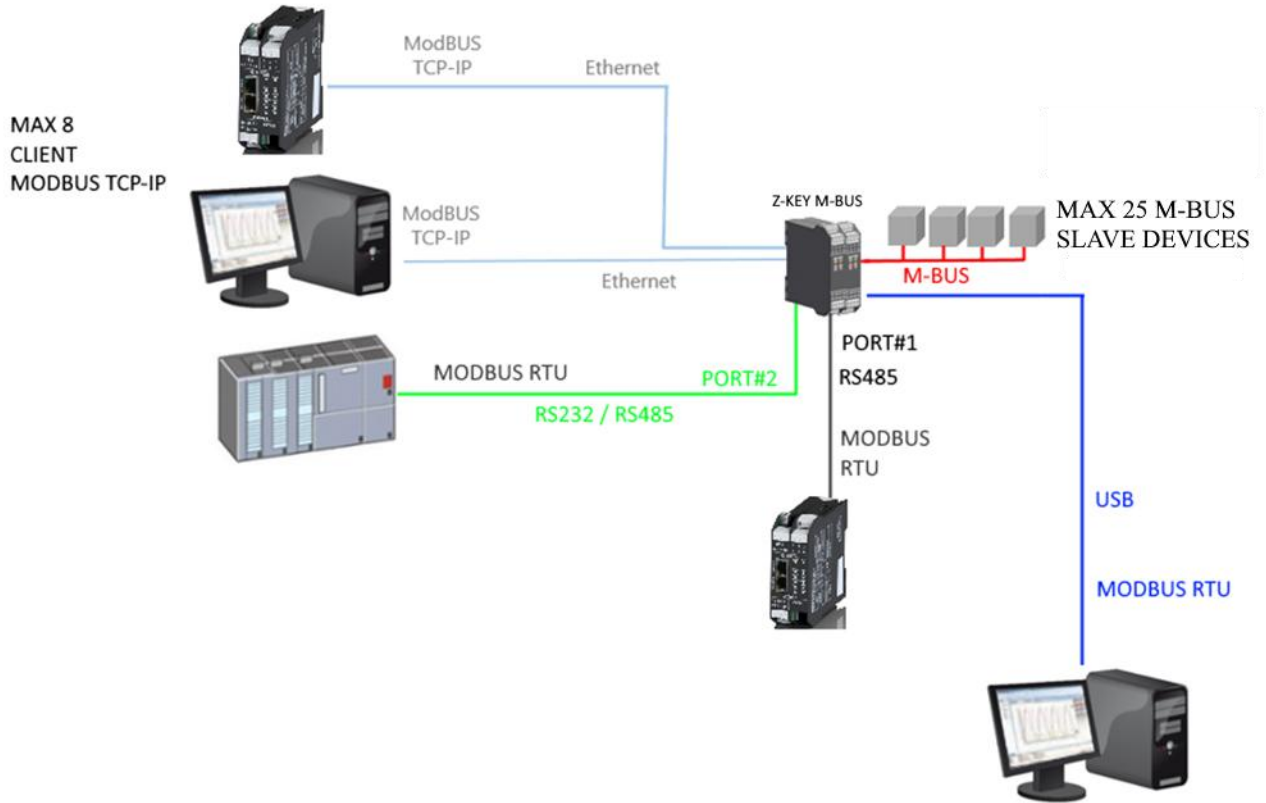 ModBUS
TCP-IP
Ethernet
MAX 8
CLIENT
MODBUS TCP-IP
ModBUS
TCP-IP
Ethernet
Z-KEY M-BUS
MAX 25 M-BUS
SLAVE DEVICES
M-BUS
MODBUS RTU
PORT#2
RS232 / RS485
PORT#1
RS485
MODBUS
RTU
USB
MODBUS RTU